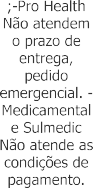 ;-Pro Health
Não atendem
o prazo de
entrega,
pedido
emergencial. -
Medicamental
e Sulmedic
Não atende as
condições de
pagamento.